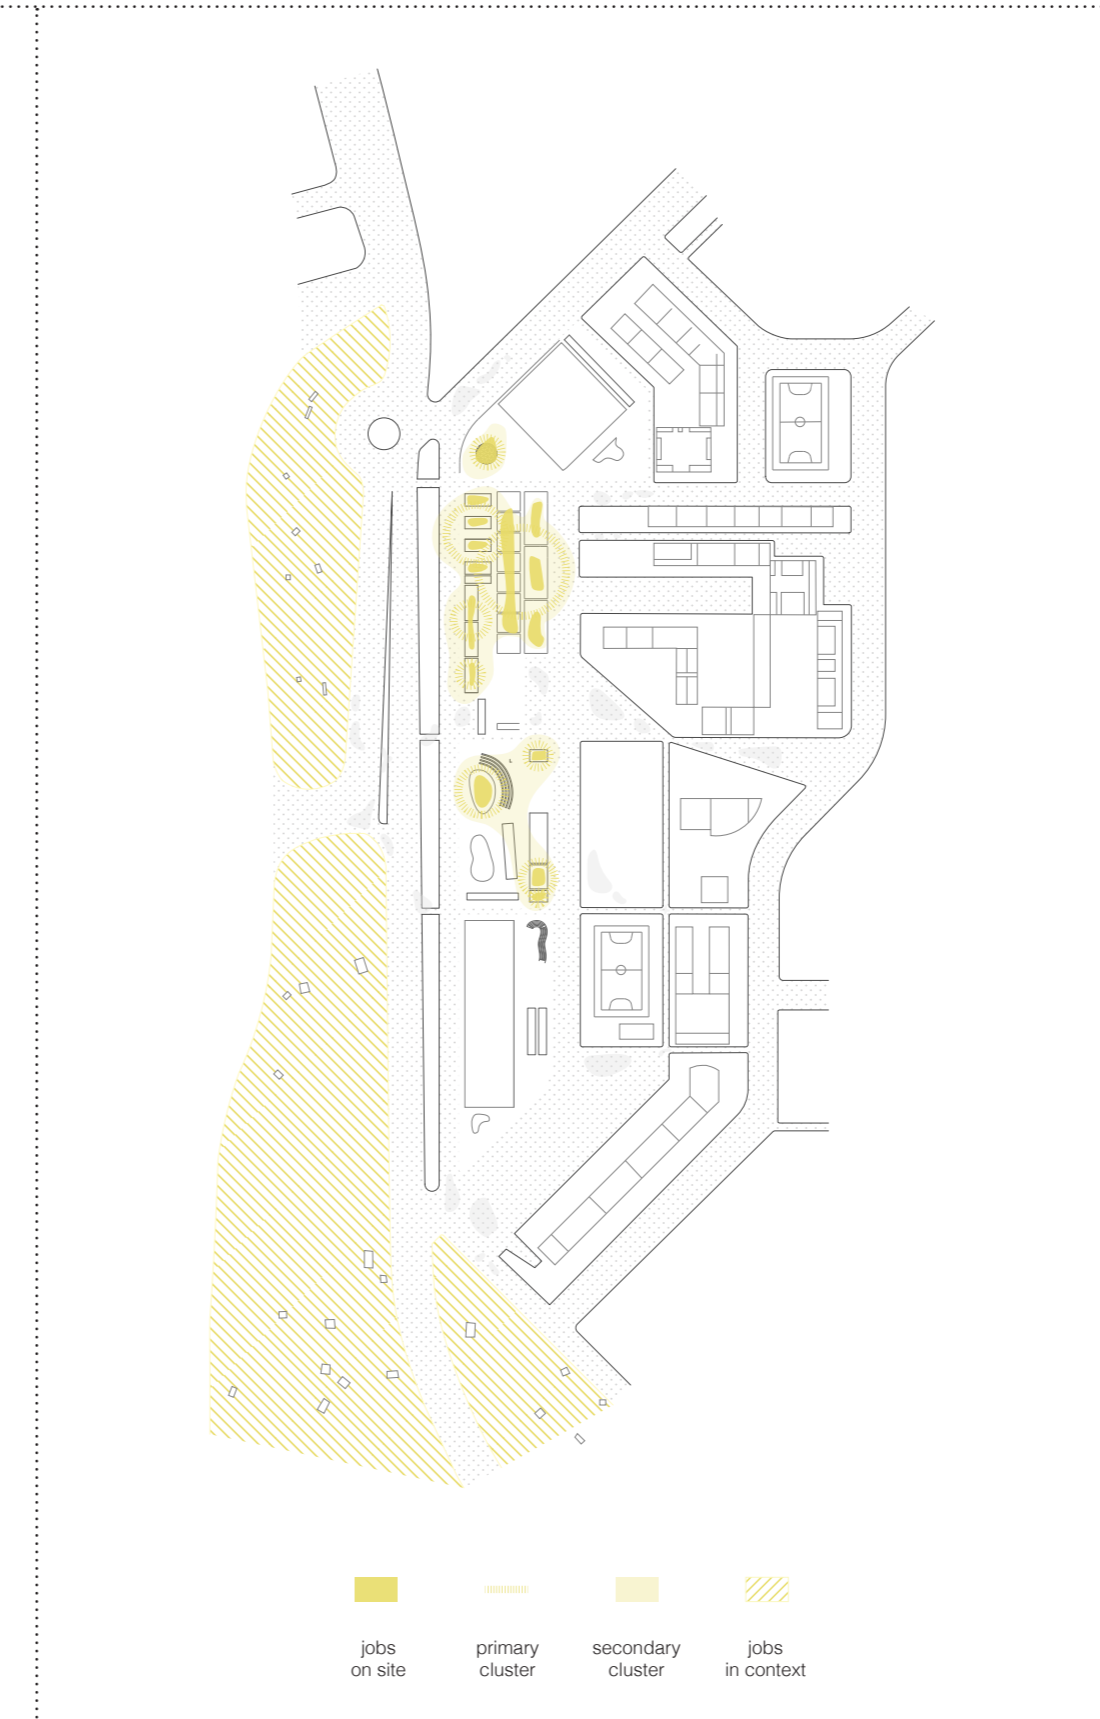 jobs
on site
primary
cluster
secondary
cluster
jobs
in context